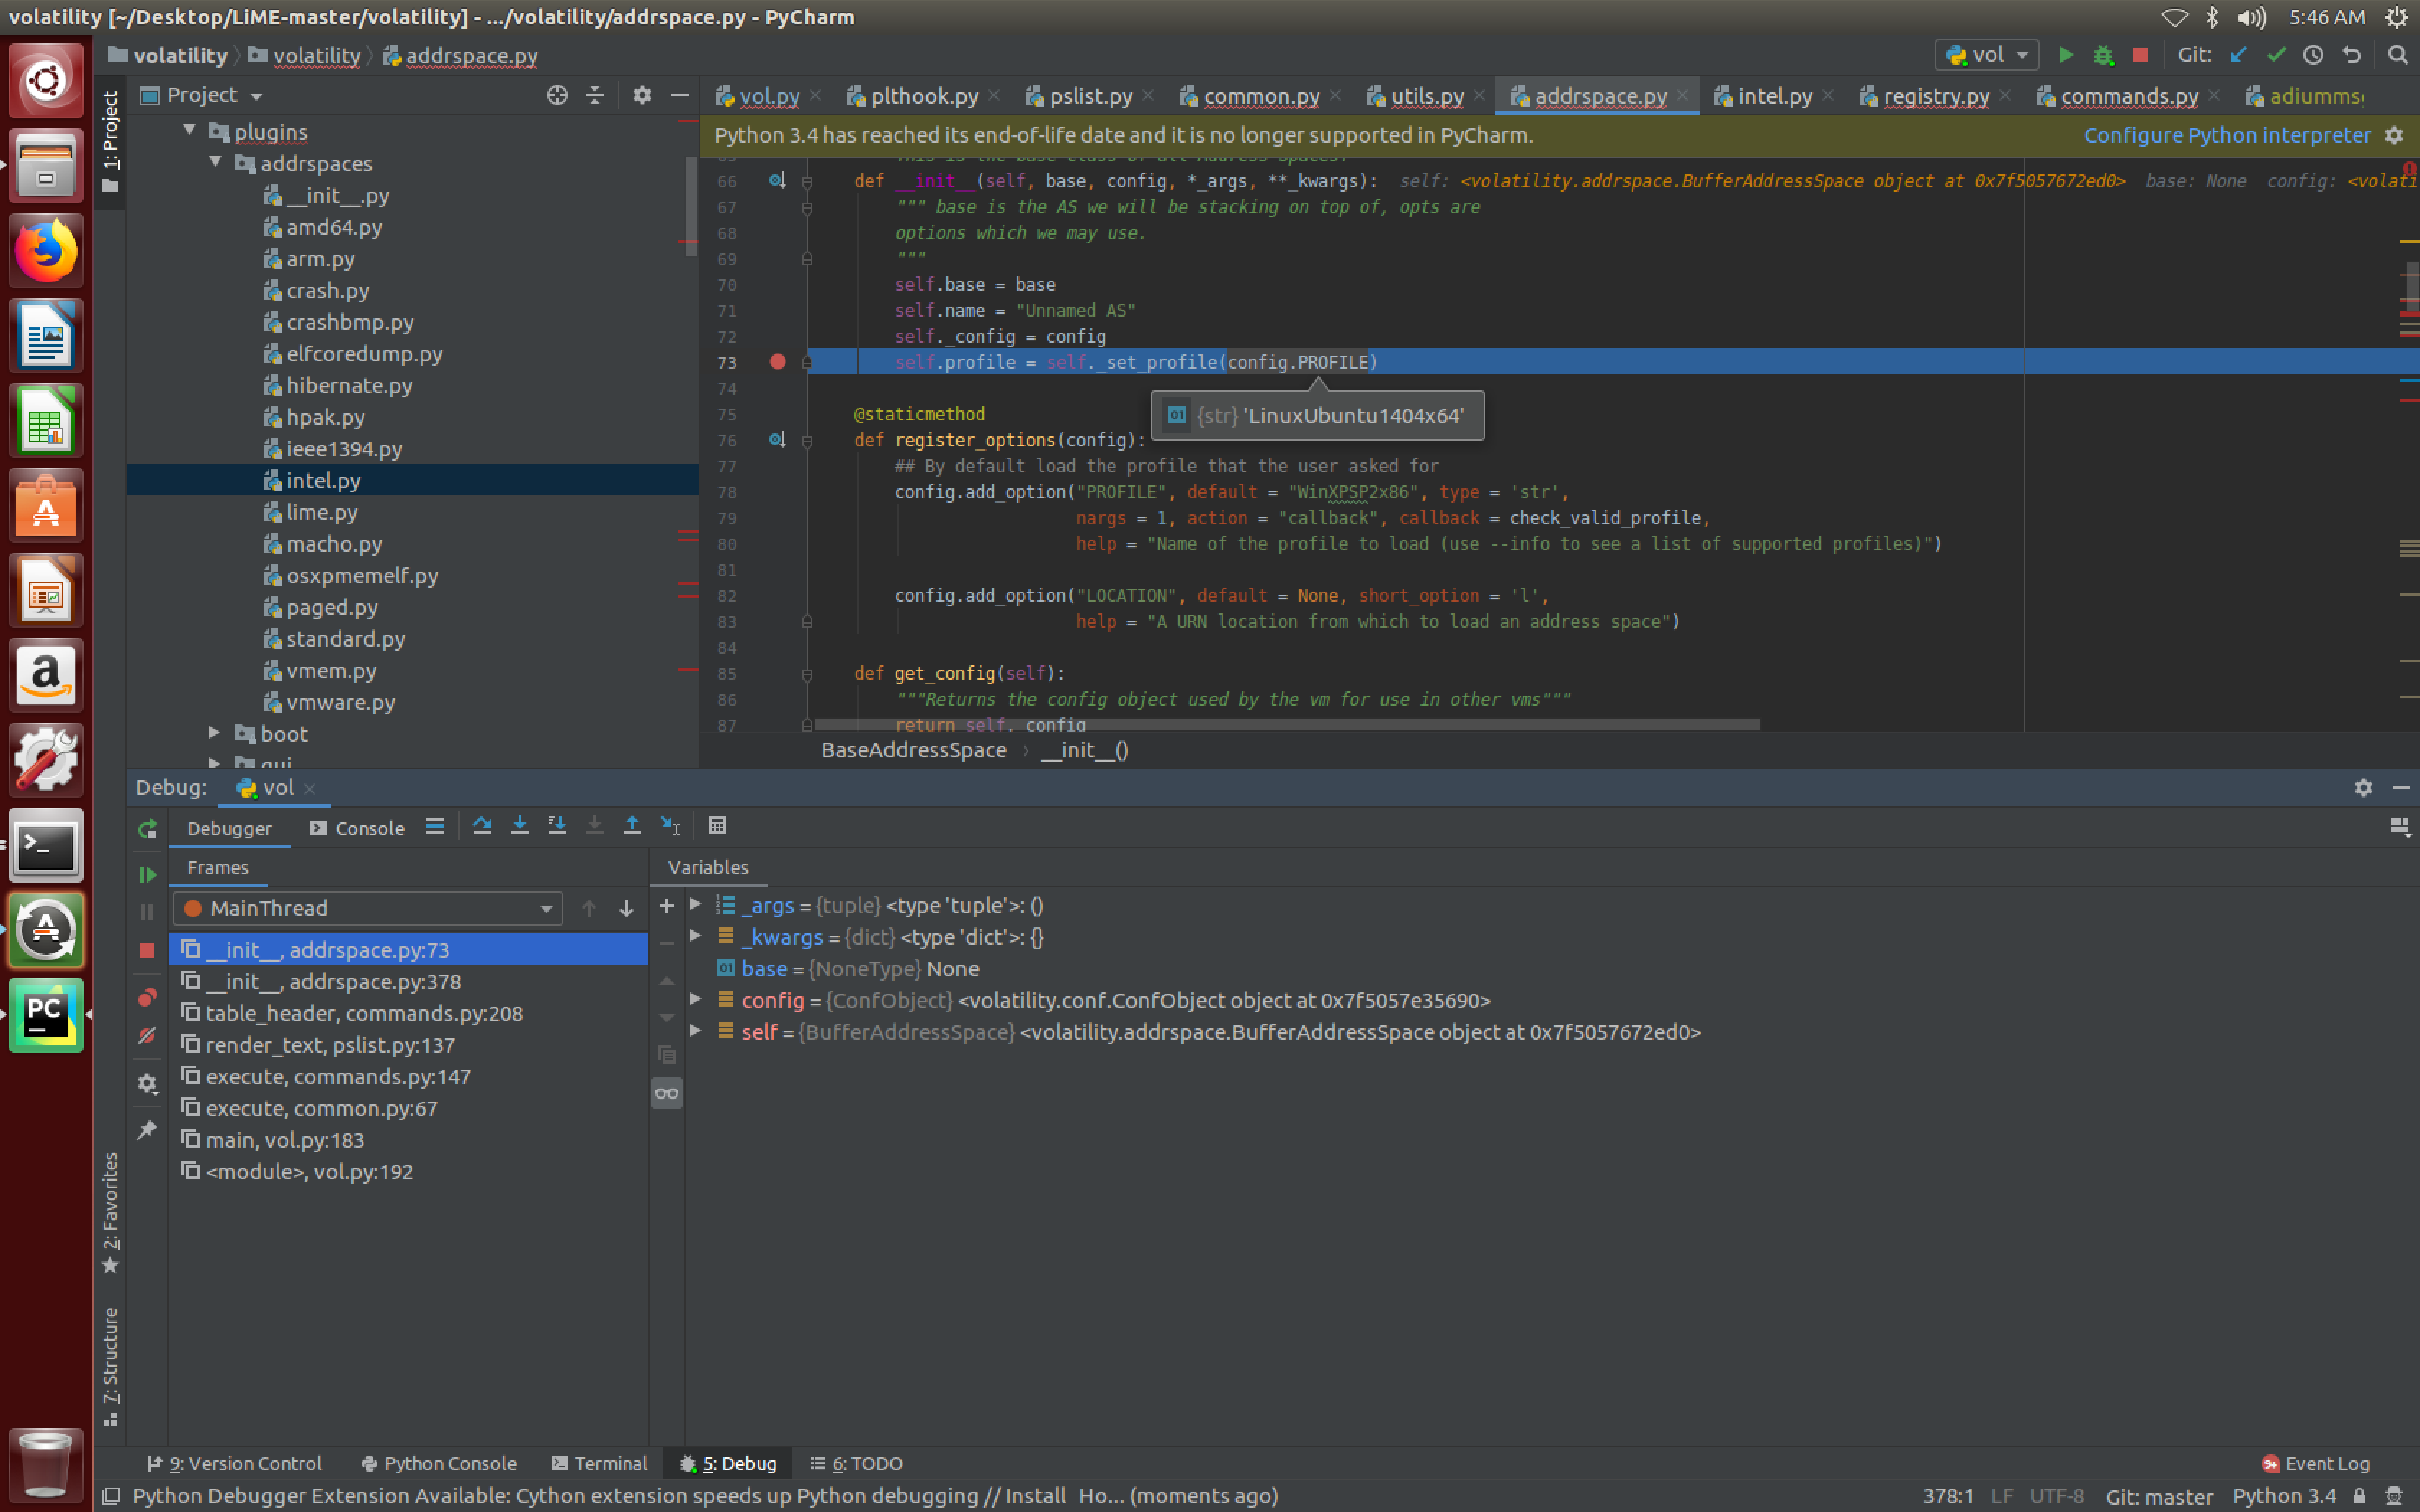 volatility [~/Desktop/LiME-master/volatility] - .../volatility/addrspace.py - PyCharm
5:46 AM
volatility
volatility
addrspace.py
vol
Git:
1: Project
Project
vol.py
plthook.py
pslist.py
common.py
utils.py
addrspace.py
intel.py
registry.py
commands.py
Python 3.4 has reached its end-of-life date and it is no longer supported in PyCharm.
Configure Python interpreter
plugins
addrspaces
__init__.py
amd64.py
arm.py
crash.py
crashbmp.py
elfcoredump.py
hibernate.py
hpak.py
ieee1394.py
intel.py
lime.py
macho.py
osxpmemelf.py
paged.py
standard.py
vmem.py
vmware.py
boot
gui
This is the base class of all Address Spaces.
66 def __init__(self, base, config, *_args, **_kwargs): self: <volatility.addrspace.BufferAddressSpace object at 0x7f5057672ed0> base: None config: <volati
67 """ base is the AS we will be stacking on top of, opts are
68 options which we may use.
69 """
70 self.base = base
71 self.name = "Unnamed AS"
72 self._config = config
73 self.profile = self._set_profile(config.PROFILE)
74
01 {str} 'LinuxUbuntu1404x64'
75 @staticmethod
76 def register_options(config):
77 ## By default load the profile that the user asked for
78 config.add_option("PROFILE", default = "WinXPSP2x86", type = 'str',
79 nargs = 1, action = "callback", callback = check_valid_profile,
80 help = "Name of the profile to load (use --info to see a list of supported profiles)")
81
82 config.add_option("LOCATION", default = None, short_option = 'l',
83 help = "A URN location from which to load an address space")
84
85 def get_config(self):
86 """Returns the config object used by the vm for use in other vms"""
87 return self._config
BaseAddressSpace › __init__()
Debug:
vol
Debugger
Console
Frames
Variables
MainThread
__init__, addrspace.py:73
__init__, addrspace.py:378
table_header, commands.py:208
render_text, pslist.py:137
execute, commands.py:147
execute, common.py:67
main, vol.py:183
<module>, vol.py:192
_args = {tuple} <type 'tuple'>: ()
_kwargs = {dict} <type 'dict'>: {}
01 base = {NoneType} None
config = {ConfObject} <volatility.conf.ConfObject object at 0x7f5057e35690>
self = {BufferAddressSpace} <volatility.addrspace.BufferAddressSpace object at 0x7f5057672ed0>
2: Favorites
7: Structure
PC
9: Version Control
Python Console
Terminal
5: Debug
6: TODO
9+ Event Log
Python Debugger Extension Available: Cython extension speeds up Python debugging // Install Ho... (moments ago)
378:1 LF UTF-8 Git: master Python 3.4